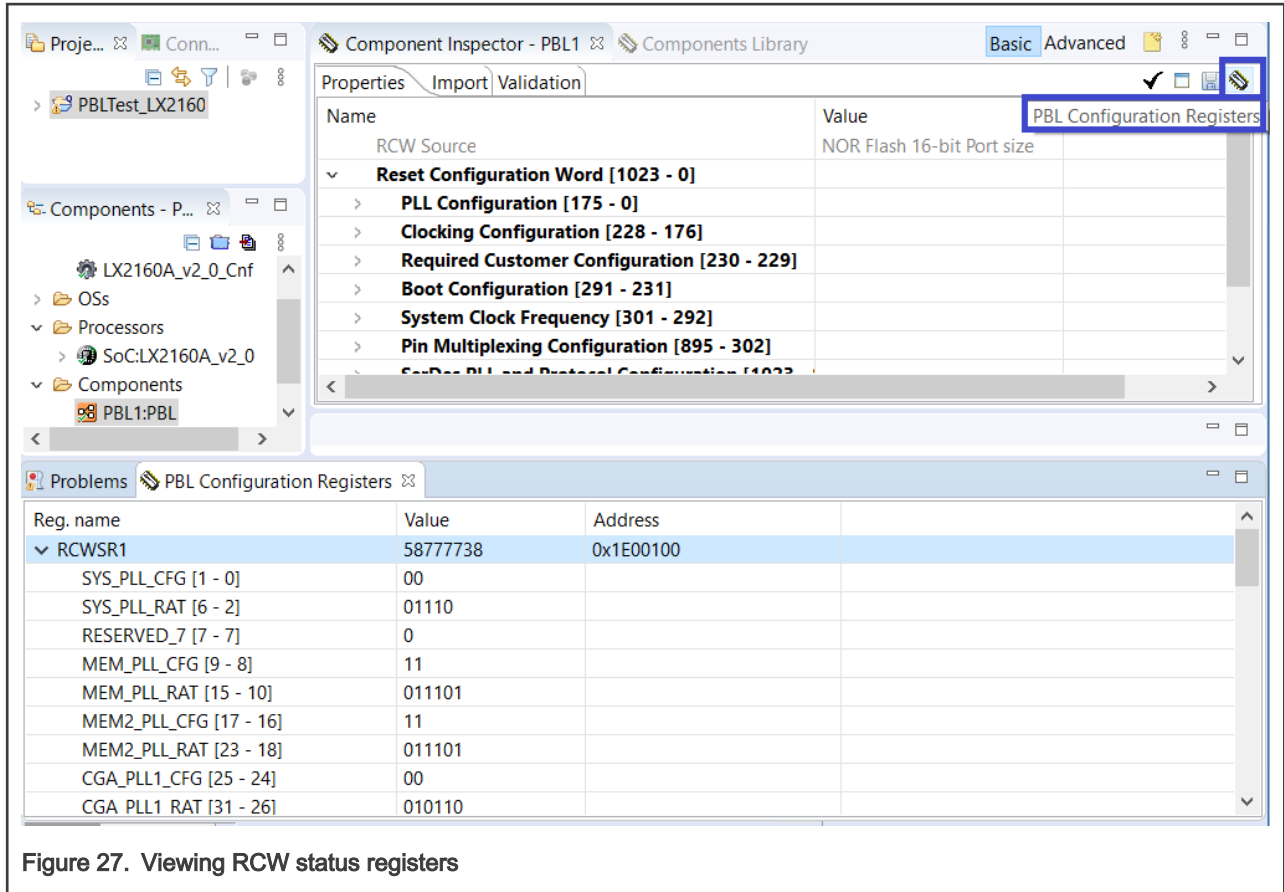 Proje... Conn...
PBLTest_LX2160
Component Inspector - PBL1 Components Library Basic Advanced
Properties Import Validation
Name Value PBL Configuration Registers
RCW Source NOR Flash 16-bit Port size
Reset Configuration Word [1023 - 0]
PLL Configuration [175 - 0]
Clocking Configuration [228 - 176]
Required Customer Configuration [230 - 229]
Boot Configuration [291 - 231]
System Clock Frequency [301 - 292]
Pin Multiplexing Configuration [895 - 302]
SerDes PLL and Protocol Configuration [1023 -
Components - P...
LX2160A_v2_0_Cnf
OSs
Processors
SoC:LX2160A_v2_0
Components
PBL1:PBL
Problems PBL Configuration Registers
Reg. name Value Address
RCWSR1 58777738 0x1E00100
SYS_PLL_CFG [1 - 0] 00
SYS_PLL_RAT [6 - 2] 01110
RESERVED_7 [7 - 7] 0
MEM_PLL_CFG [9 - 8] 11
MEM_PLL_RAT [15 - 10] 011101
MEM2_PLL_CFG [17 - 16] 11
MEM2_PLL_RAT [23 - 18] 011101
CGA_PLL1_CFG [25 - 24] 00
CGA_PLL1_RAT [31 - 26] 010110
Figure 27. Viewing RCW status registers